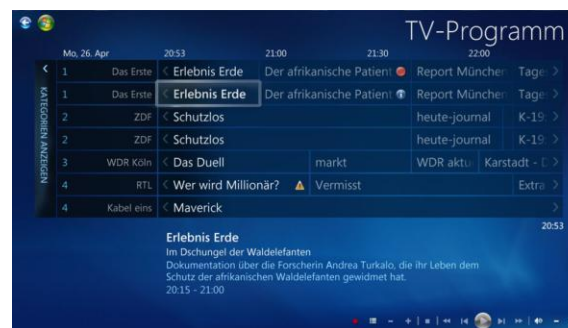 TV-Programm
Mo, 26. Apr 20:53 21:00 21:30 22:00
KATEGORIEN ANZEIGEN
1 Das Erste Erlebnis Erde Der afrikanische Patient Report München Tages
1 Das Erste Erlebnis Erde Der afrikanische Patient Report München Tages
2 ZDF Schutzlos heute-journal K-19:
2 ZDF Schutzlos heute-journal K-19:
3 WDR Köln Das Duell markt WDR aktu Karstadt - D
4 RTL Wer wird Millionär? Vermisst Extra
4 Kabel eins Maverick
20:53
Erlebnis Erde
Im Dschungel der Waldelefanten
Dokumentation über die Forscherin Andrea Turkalo, die ihr Leben dem
Schutz der afrikanischen Waldelefanten gewidmet hat.
20:15 - 21:00